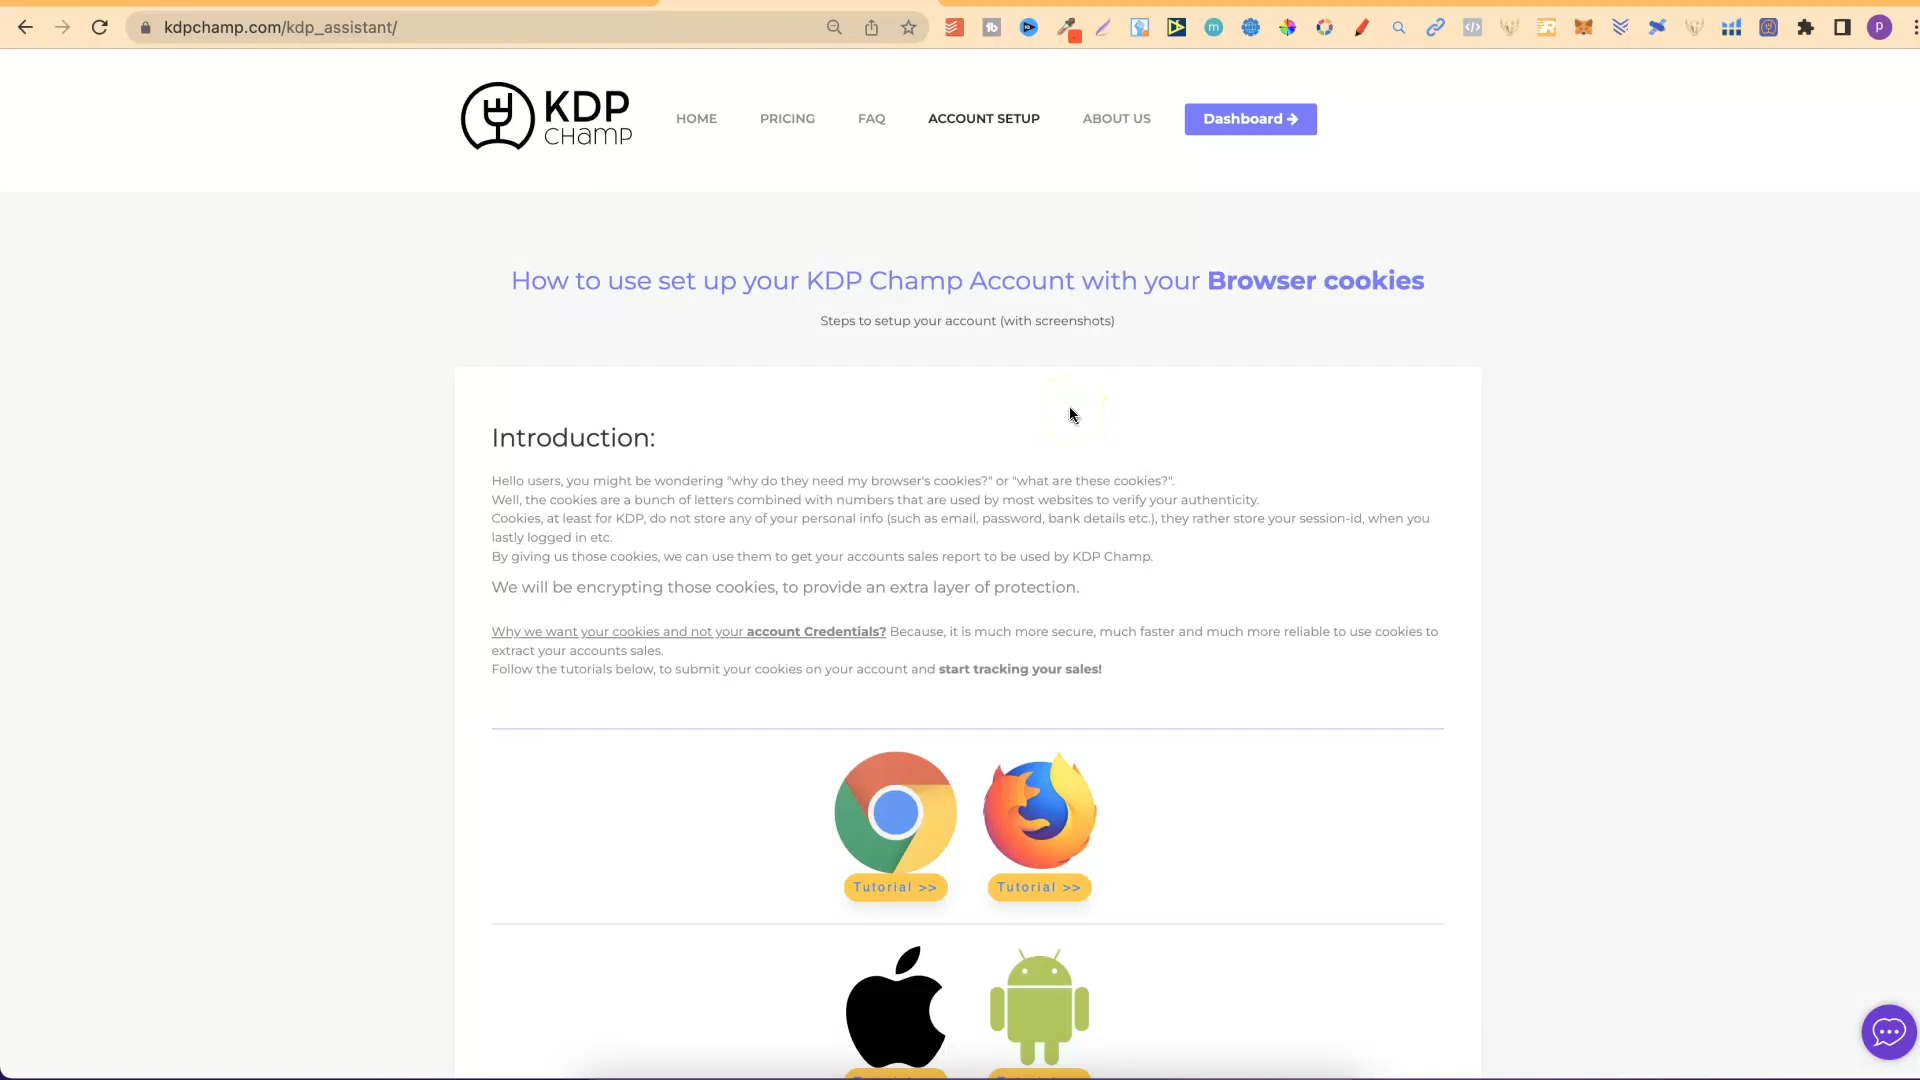 kdpchamp.com/kdp_assistant/
P
KDP
CHAMP
HOME
PRICING
FAQ
ACCOUNT SETUP
ABOUT US
Dashboard →
How to use set up your KDP Champ Account with your Browser cookies
Steps to setup your account (with screenshots)
Introduction:
Hello users, you might be wondering "why do they need my browser's cookies?" or "what are these cookies?".
Well, the cookies are a bunch of letters combined with numbers that are used by most websites to verify your authenticity.
Cookies, at least for KDP, do not store any of your personal info (such as email, password, bank details etc.), they rather store your session-id, when you
lastly logged in etc.
By giving us those cookies, we can use them to get your accounts sales report to be used by KDP Champ.
We will be encrypting those cookies, to provide an extra layer of protection.
Why we want your cookies and not your account Credentials? Because, it is much more secure, much faster and much more reliable to use cookies to
extract your accounts sales.
Follow the tutorials below, to submit your cookies on your account and start tracking your sales!
Tutorial >>
Tutorial >>